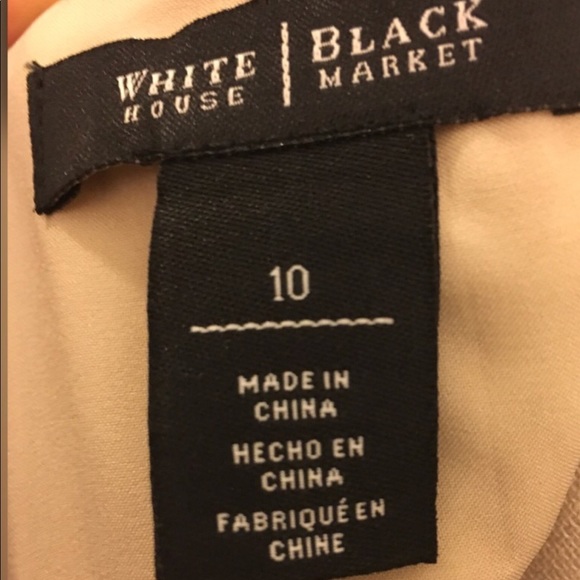 WHITE HOUSE | BLACK MARKET
10
MADE IN
CHINA
HECHO EN
CHINA
FABRIQUÉ EN
CHINE